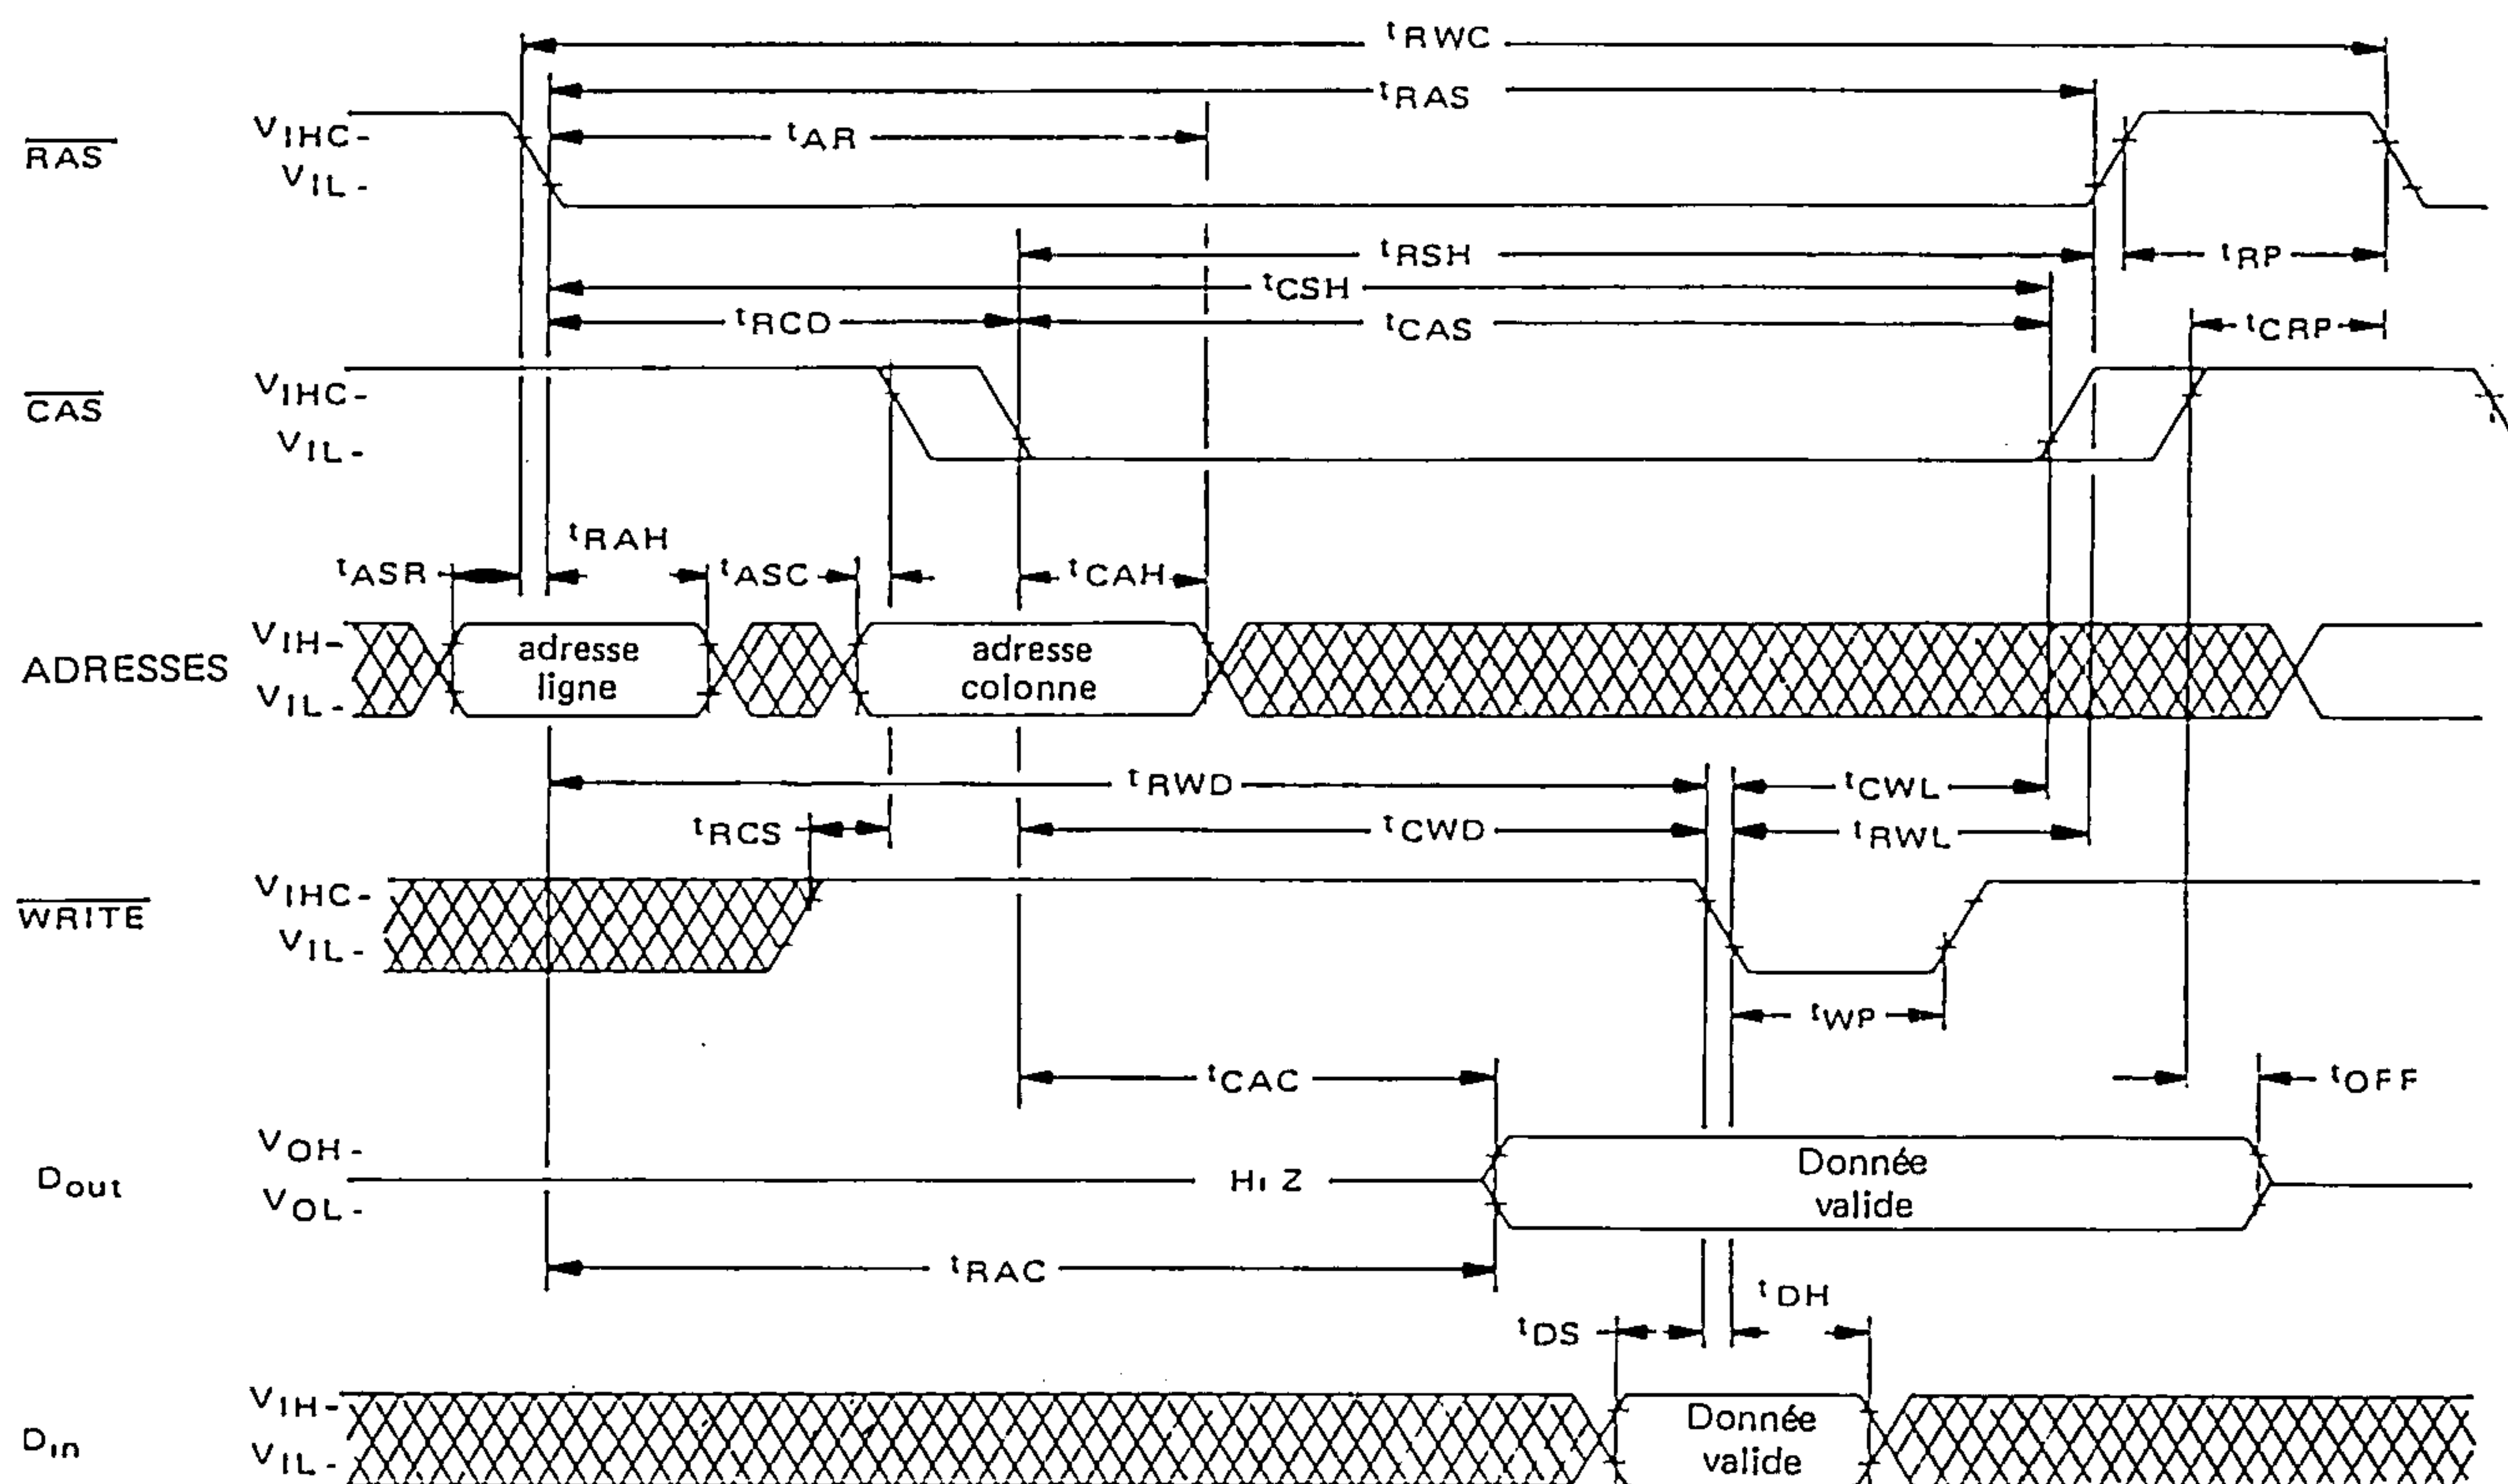 tRWC
tRAS
RAS
VIHC-
VIL-
tAR
tRSH
tRP
tCSH
tRCD
tCAS
tCRP
CAS
VIHC-
VIL-
tRAH
tASR
tASC
tCAH
ADRESSES
VIH-
VIL-
adresse
ligne
adresse
colonne
tRWD
tCWL
tRCS
tCWD
tRWL
WRITE
VIHC-
VIL-
tWP
tCAC
tOFF
Dout
VOH-
VOL-
Hi Z
Donnée
valide
tRAC
tDH
tDS
Din
VIH-
VIL-
Donnée
valide